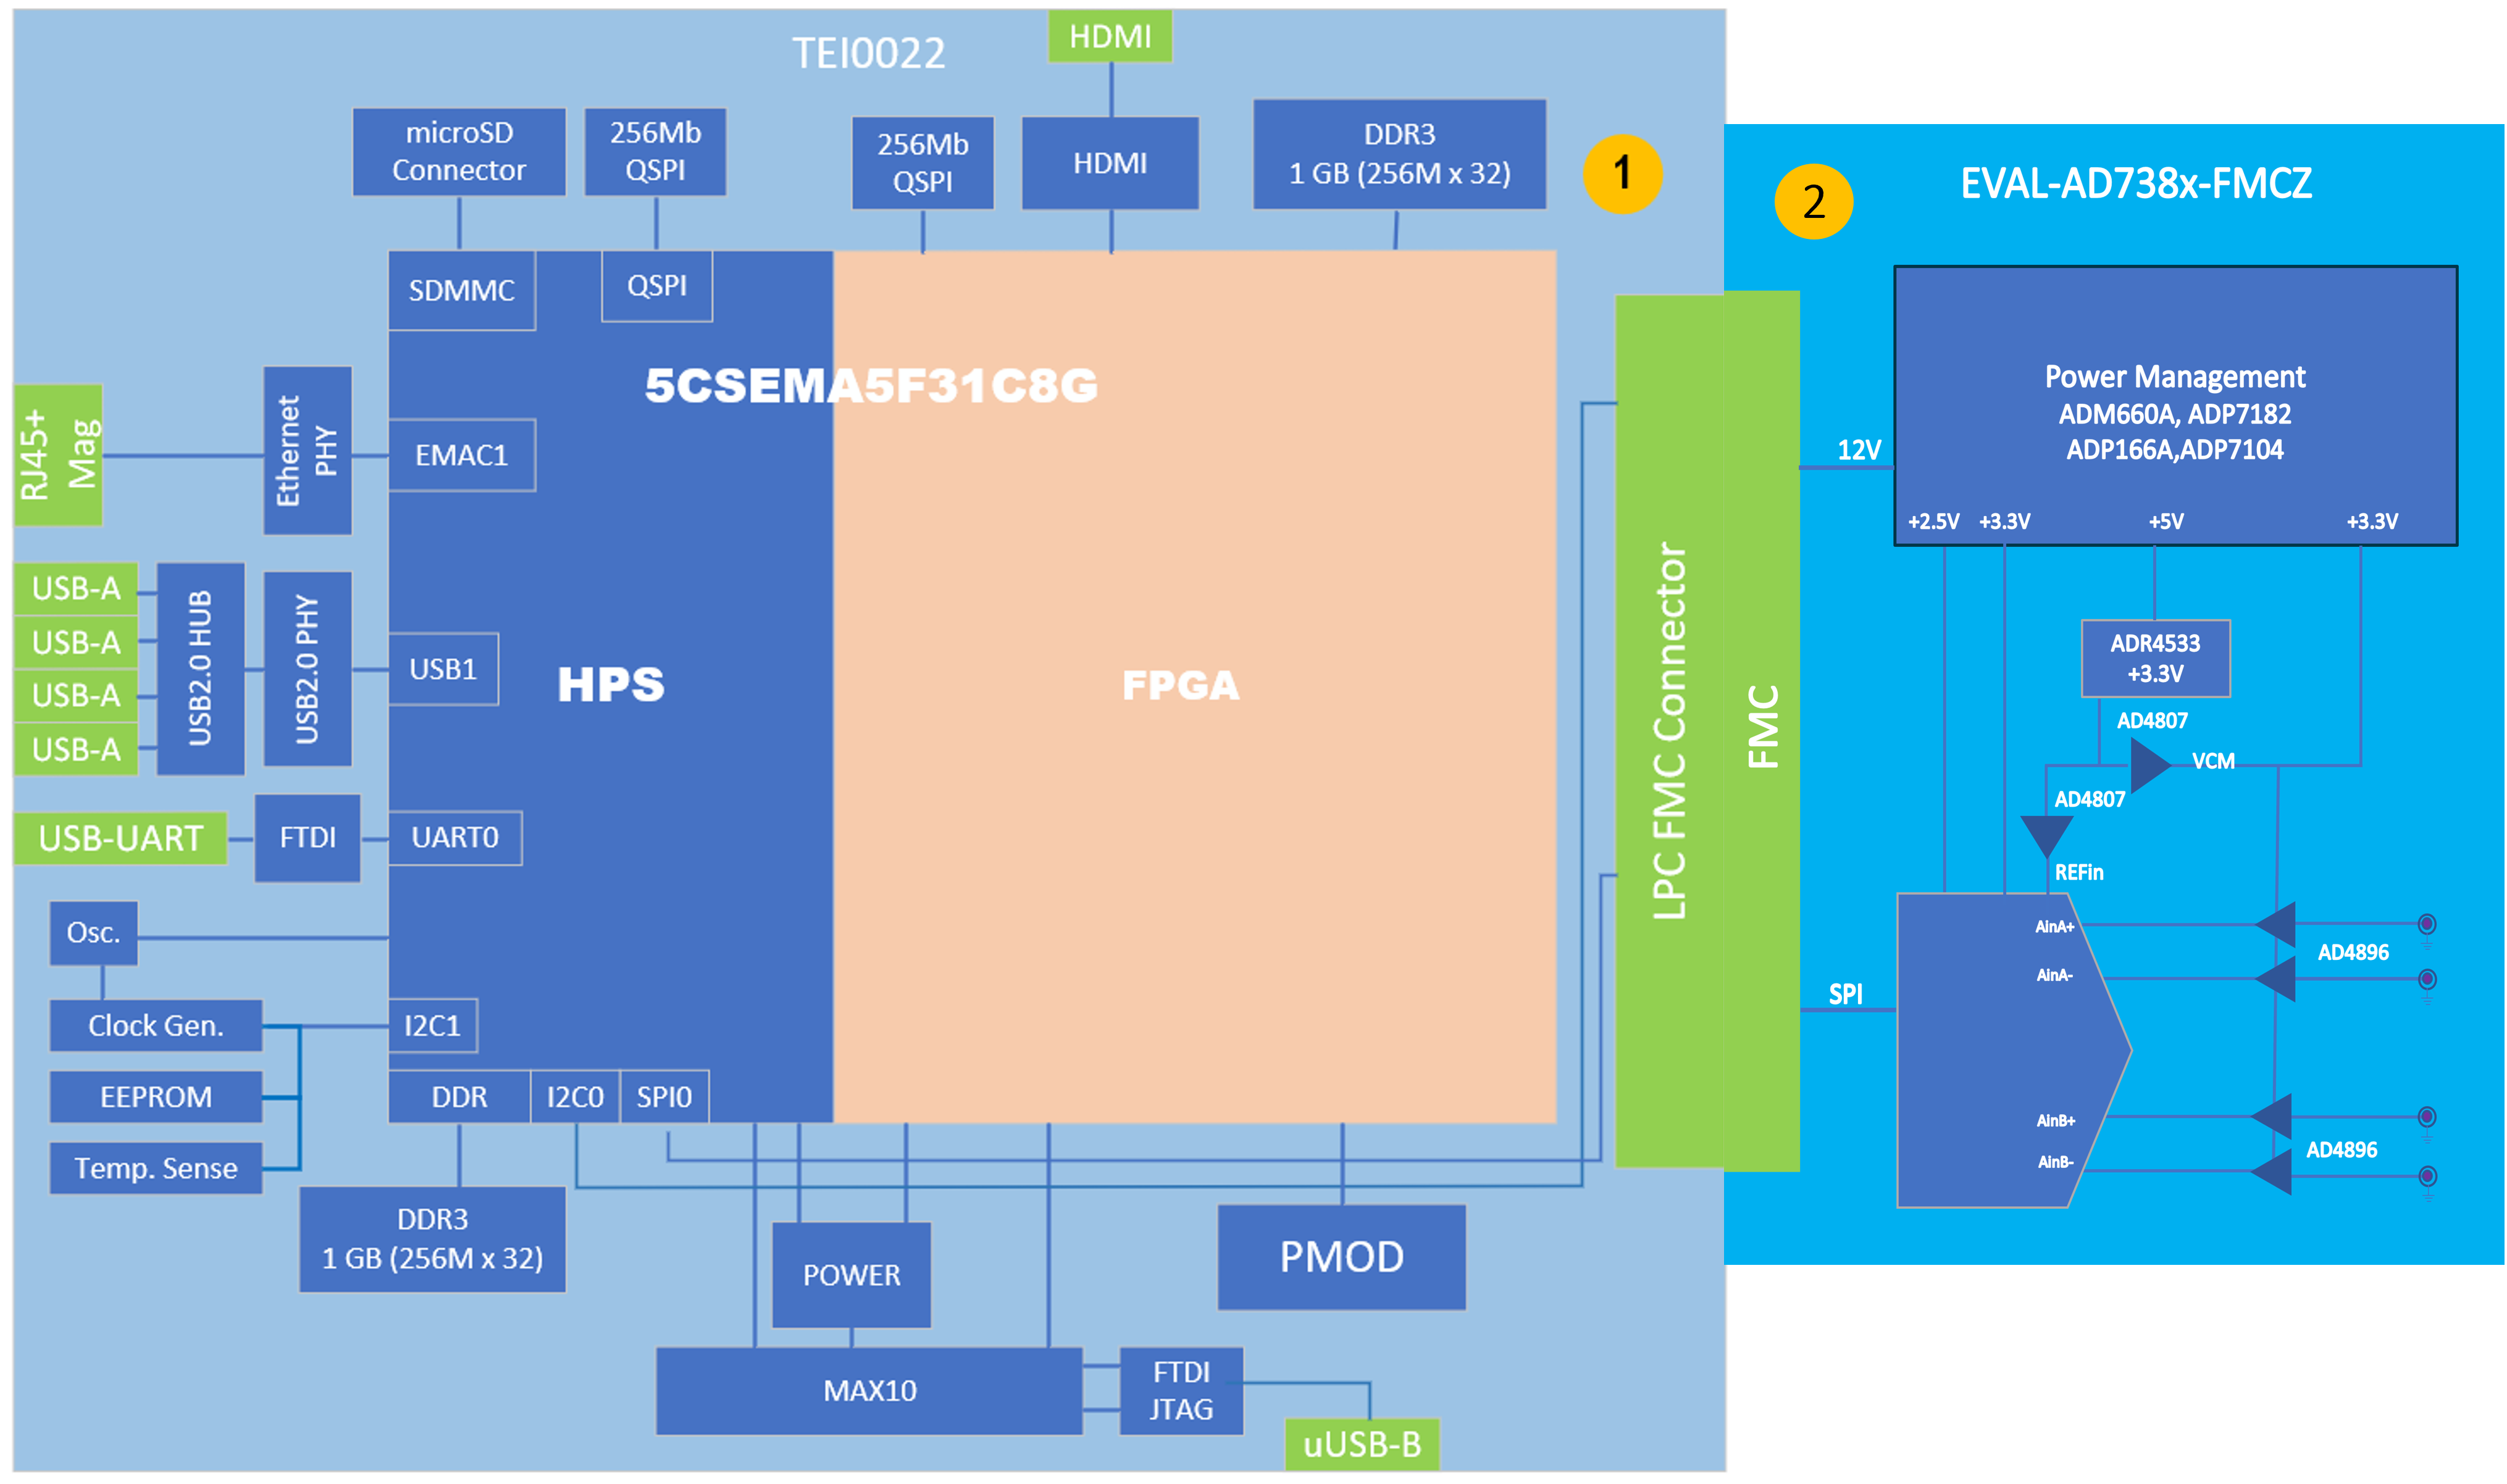 TEI0022
HDMI
microSD
Connector
256Mb
QSPI
256Mb
QSPI
HDMI
DDR3
1 GB (256M x 32)
1
2
EVAL-AD738x-FMCZ
SDMMC
QSPI
5CSEMA5F31C8G
RJ45+
Mag
Ethernet
PHY
EMAC1
12V
Power Management
ADM660A, ADP7182
ADP166A,ADP7104
+2.5V
+3.3V
+5V
+3.3V
USB-A
USB-A
USB-A
USB-A
USB2.0 HUB
USB2.0 PHY
USB1
HPS
FPGA
LPC FMC Connector
FMC
ADR4533
+3.3V
AD4807
VCM
AD4807
REFin
USB-UART
FTDI
UART0
Osc.
AinA+
AD4896
AinA-
SPI
Clock Gen.
I2C1
EEPROM
DDR
I2C0
SPI0
AinB+
AD4896
AinB-
Temp. Sense
DDR3
1 GB (256M x 32)
POWER
PMOD
MAX10
FTDI
JTAG
uUSB-B